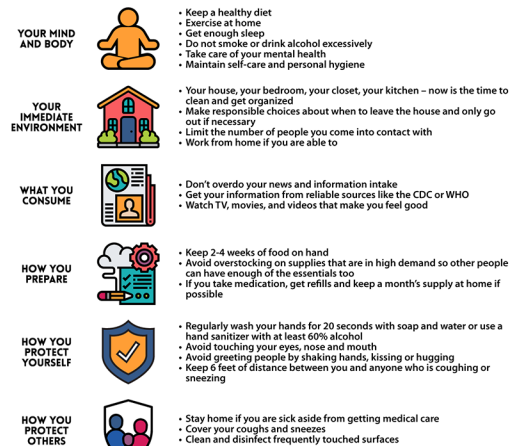 YOUR MIND
AND BODY
• Keep a healthy diet
• Exercise at home
• Get enough sleep
• Do not smoke or drink alcohol excessively
• Take care of your mental health
• Maintain self-care and personal hygiene
YOUR
IMMEDIATE
ENVIRONMENT
• Your house, your bedroom, your closet, your kitchen – now is the time to
clean and get organized
• Make responsible choices about when to leave the house and only go
out if necessary
• Limit the number of people you come into contact with
• Work from home if you are able to
WHAT YOU
CONSUME
• Don't overdo your news and information intake
• Get your information from reliable sources like the CDC or WHO
• Watch TV, movies, and videos that make you feel good
HOW YOU
PREPARE
• Keep 2-4 weeks of food on hand
• Avoid overstocking on supplies that are in high demand so other people
can have enough of the essentials too
• If you take medication, get refills and keep a month's supply at home if
possible
HOW YOU
PROTECT
YOURSELF
• Regularly wash your hands for 20 seconds with soap and water or use a
hand sanitizer with at least 60% alcohol
• Avoid touching your eyes, nose and mouth
• Avoid greeting people by shaking hands, kissing or hugging
• Keep 6 feet of distance between you and anyone who is coughing or
sneezing
HOW YOU
PROTECT
OTHERS
• Stay home if you are sick aside from getting medical care
• Cover your coughs and sneezes
• Clean and disinfect frequently touched surfaces